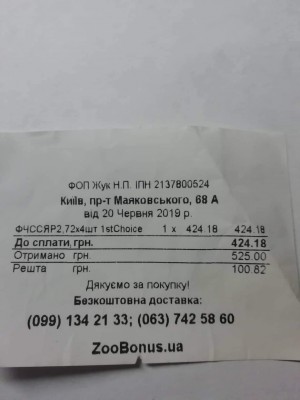 ФОП Жук Н.П. ІПН 2137800524
Київ, пр-т Маяковського, 68 А
від 20 Червня 2019 р.
ФЧССЯР2,72х4шт 1stChoice 1 х 424.18 424.18
До сплати, грн. 424.18
Отримано грн. 525.00
Решта грн. 100.82
Дякуємо за покупку!
Безкоштовна доставка:
(099) 134 21 33; (063) 742 58 60
ZooBonus.ua